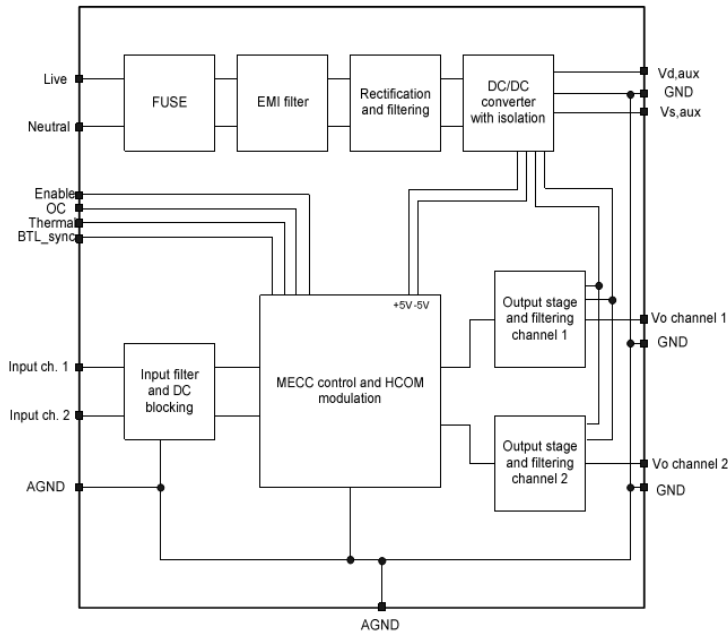 Live
Neutral
FUSE
EMI filter
Rectification
and filtering
DC/DC
converter
with isolation
Vd,aux
GND
Vs,aux
Enable
OC
Thermal
BTL_sync
+5V-5V
Output stage
and filtering
channel 1
Vo channel 1
GND
Input ch. 1
Input ch. 2
Input filter
and DC
blocking
MECC control and HCOM
modulation
Output stage
and filtering
channel 2
Vo channel 2
GND
AGND
AGND